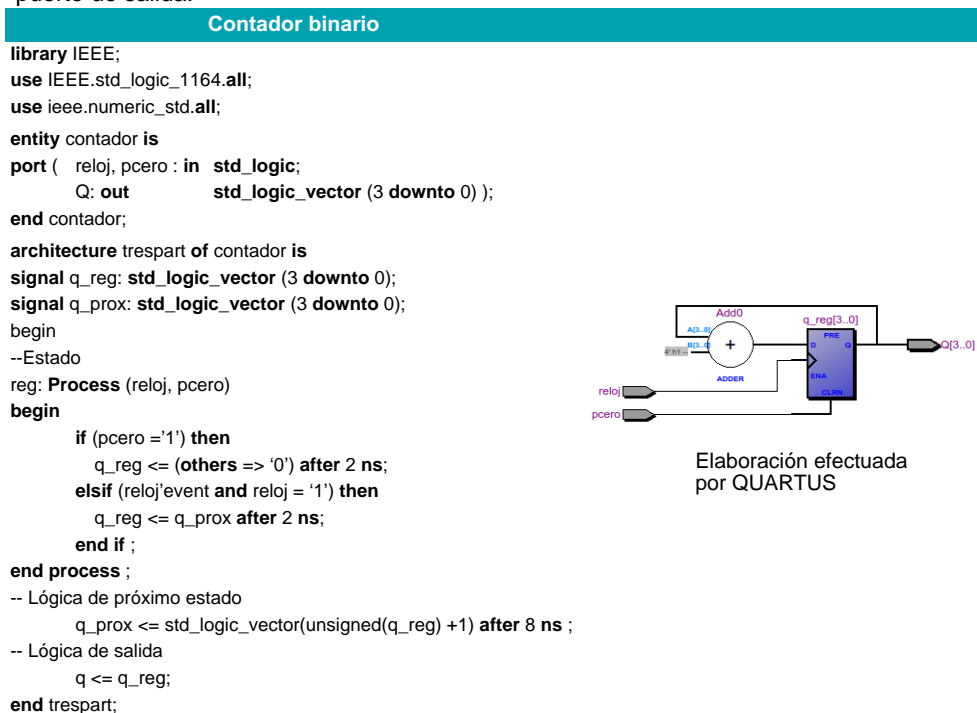 puerto de salida.
Contador binario
library IEEE;
use IEEE.std_logic_1164.all;
use ieee.numeric_std.all;
entity contador is
port ( reloj, pcero : in std_logic;
Q: out std_logic_vector (3 downto 0) );
end contador;
architecture trespart of contador is
signal q_reg: std_logic_vector (3 downto 0);
signal q_prox: std_logic_vector (3 downto 0);
begin
--Estado
reg: Process (reloj, pcero)
begin
if (pcero =’1’) then
q_reg <= (others => ‘0’) after 2 ns;
elsif (reloj’event and reloj = ‘1’) then
q_reg <= q_prox after 2 ns;
end if ;
end process ;
-- Lógica de próximo estado
q_prox <= std_logic_vector(unsigned(q_reg) +1) after 8 ns ;
-- Lógica de salida
q <= q_reg;
end trespart;
Add0
q_reg[3..0]
A[3..0]
B[3..0]
4' h1 --
+
ADDER
PRE
D Q
ENA
CLRN
Q[3..0]
reloj
pcero
Elaboración efectuada
por QUARTUS